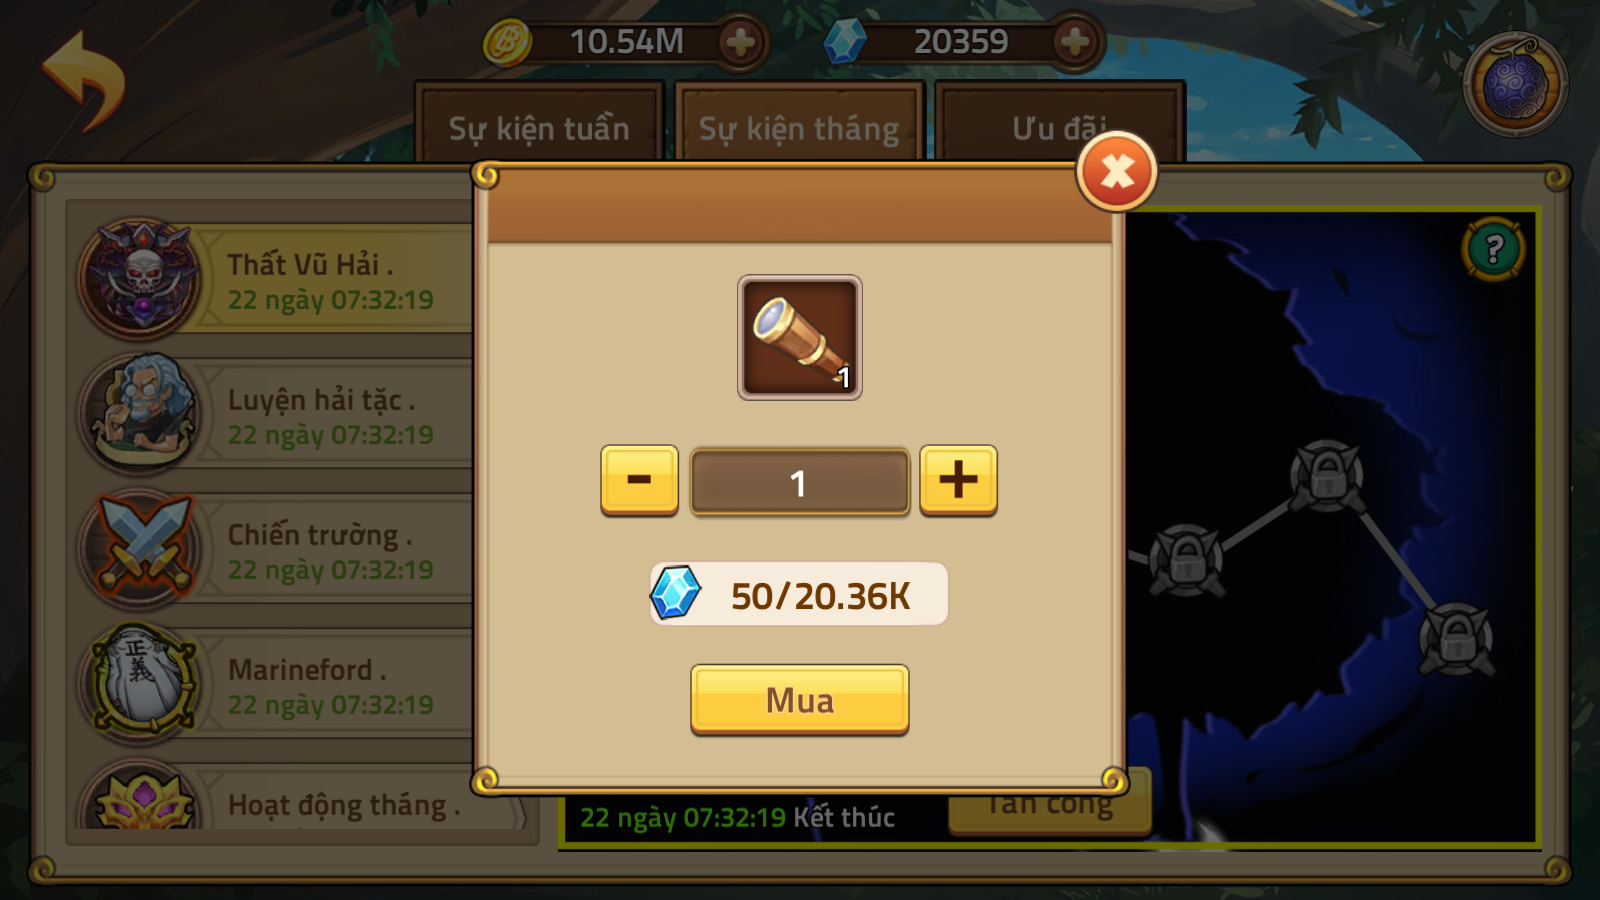 10.54M
20359
Sự kiện tuần
Sự kiện tháng
Ưu đãi
Thất Vũ Hải .
22 ngày 07:32:19
Luyện hải tặc .
22 ngày 07:32:19
Chiến trường .
22 ngày 07:32:19
Marineford .
22 ngày 07:32:19
Hoạt động tháng .
正義
?
1
-
1
+
50/20.36K
Mua
22 ngày 07:32:19 Kết thúc
Tấn công